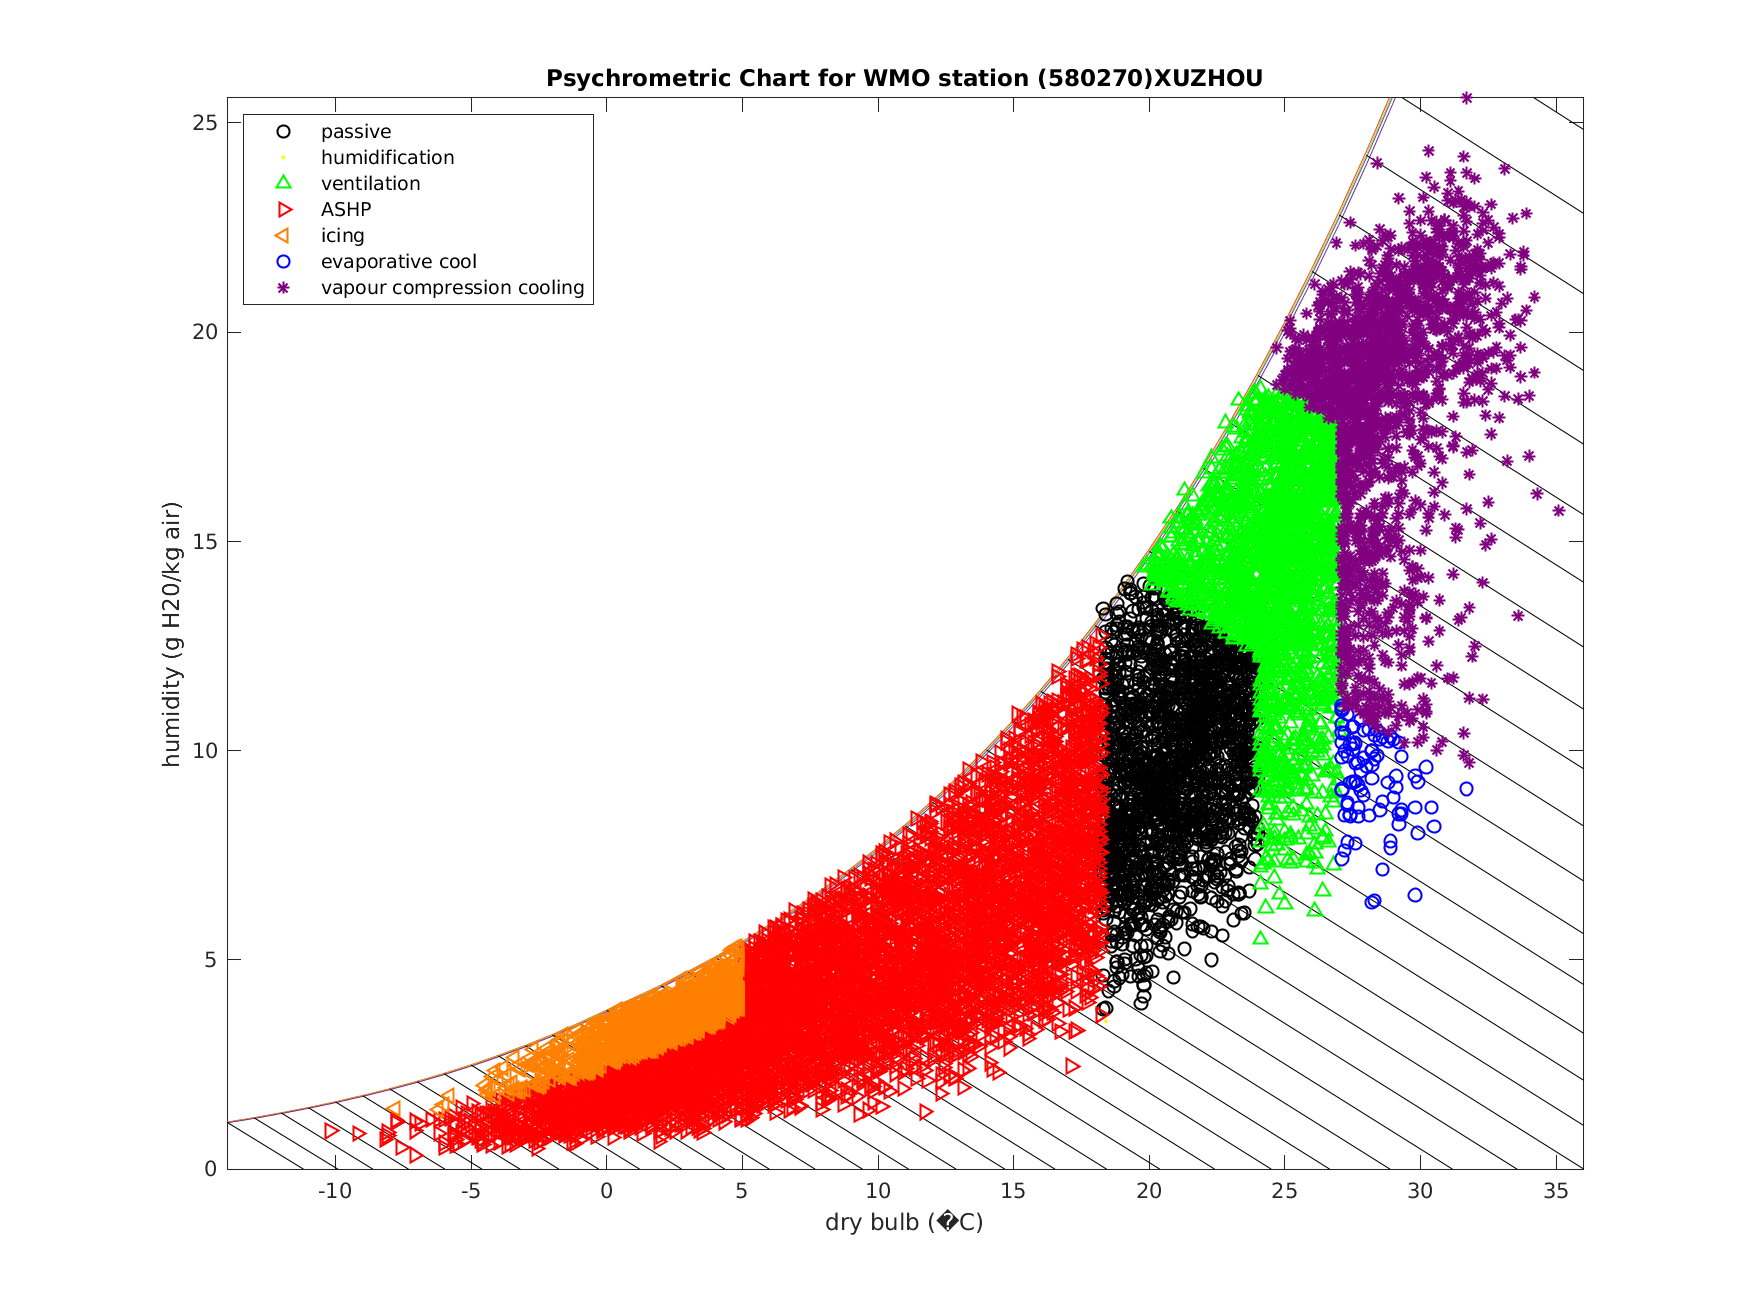 Psychrometric Chart for WMO station (580270)XUZHOU
passive
humidification
ventilation
ASHP
icing
evaporative cool
vapour compression cooling
humidity (g H20/kg air)
25
20
15
10
5
0
-10 -5 0 5 10 15 20 25 30 35
dry bulb (�C)